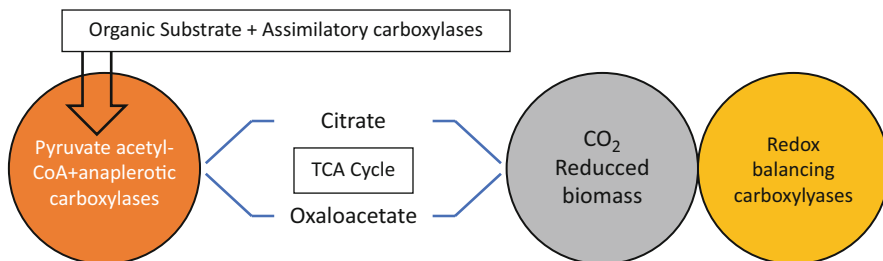 Organic Substrate + Assimilatory carboxylases
Pyruvate acetyl-
CoA+anaplerotic
carboxylases
Citrate
TCA Cycle
Oxaloacetate
CO₂
Reducced
biomass
Redox
balancing
carboxylyases